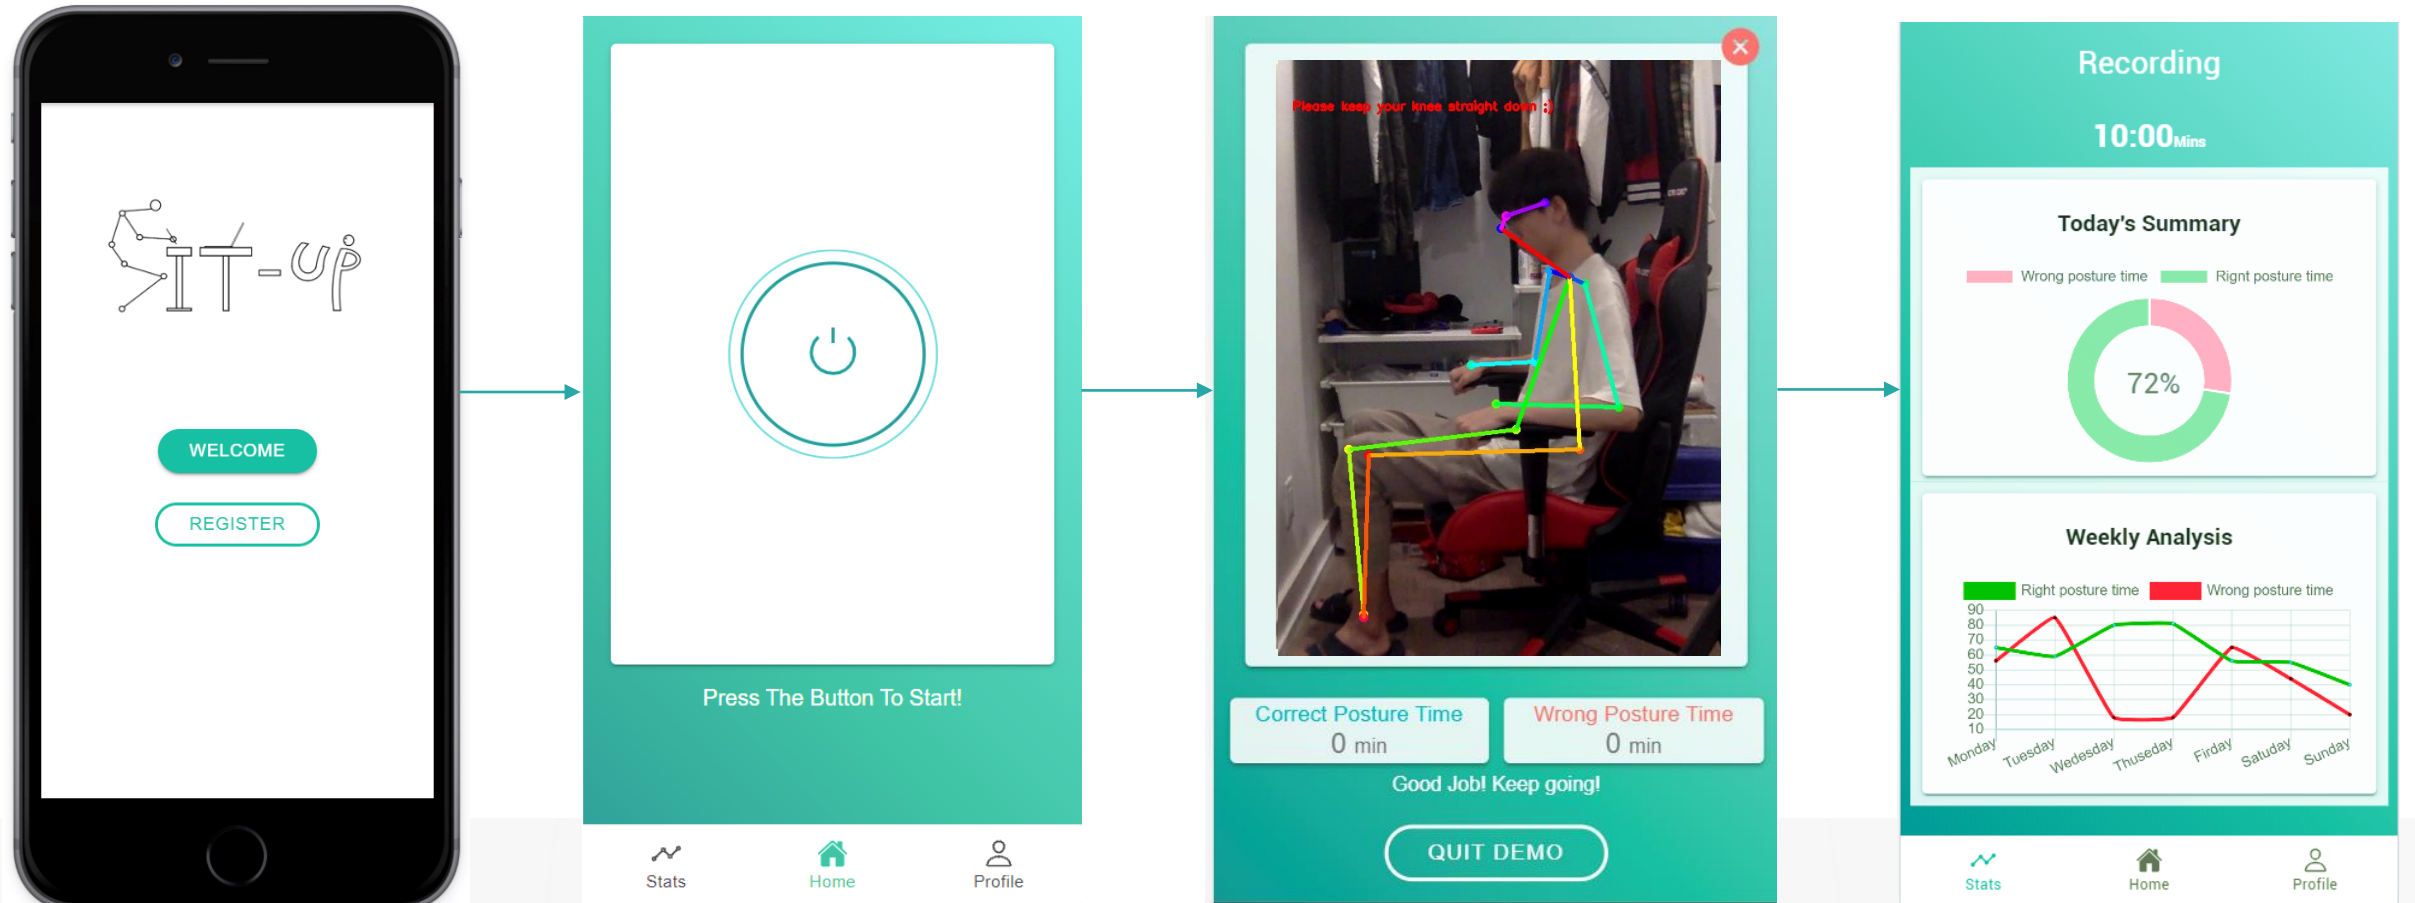 SIT-UP
WELCOME
REGISTER
Press The Button To Start!
Stats
Home
Profile
Please keep your knee straight down ;)
Correct Posture Time
0 min
Wrong Posture Time
0 min
Good Job! Keep going!
QUIT DEMO
Recording
10:00Mins
Today's Summary
Wrong posture time
Rignt posture time
72%
Weekly Analysis
Right posture time
Wrong posture time
90
80
70
60
50
40
30
20
10
Monday
Tuesday
Wedesday
Thuseday
Firday
Satuday
Sunday
Stats
Home
Profile